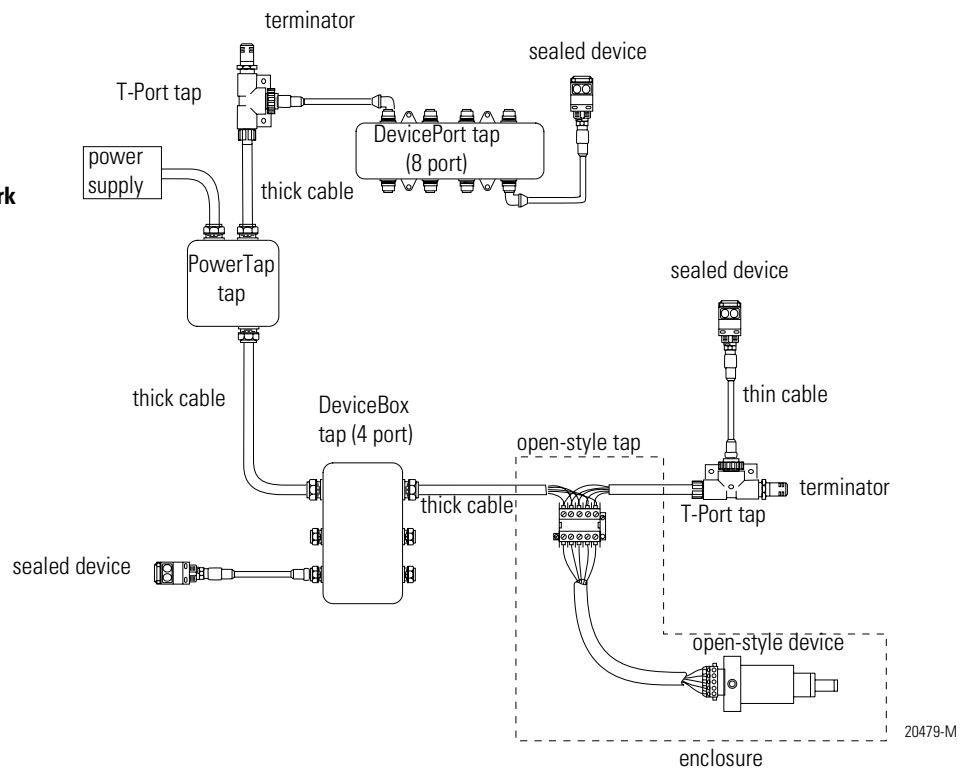 terminator
sealed device
T-Port tap
DevicePort tap
(8 port)
power
supply
rk
thick cable
PowerTap
tap
sealed device
thick cable
DeviceBox
tap (4 port)
thin cable
open-style tap
thick cable
terminator
T-Port tap
sealed device
open-style device
20479-M
enclosure